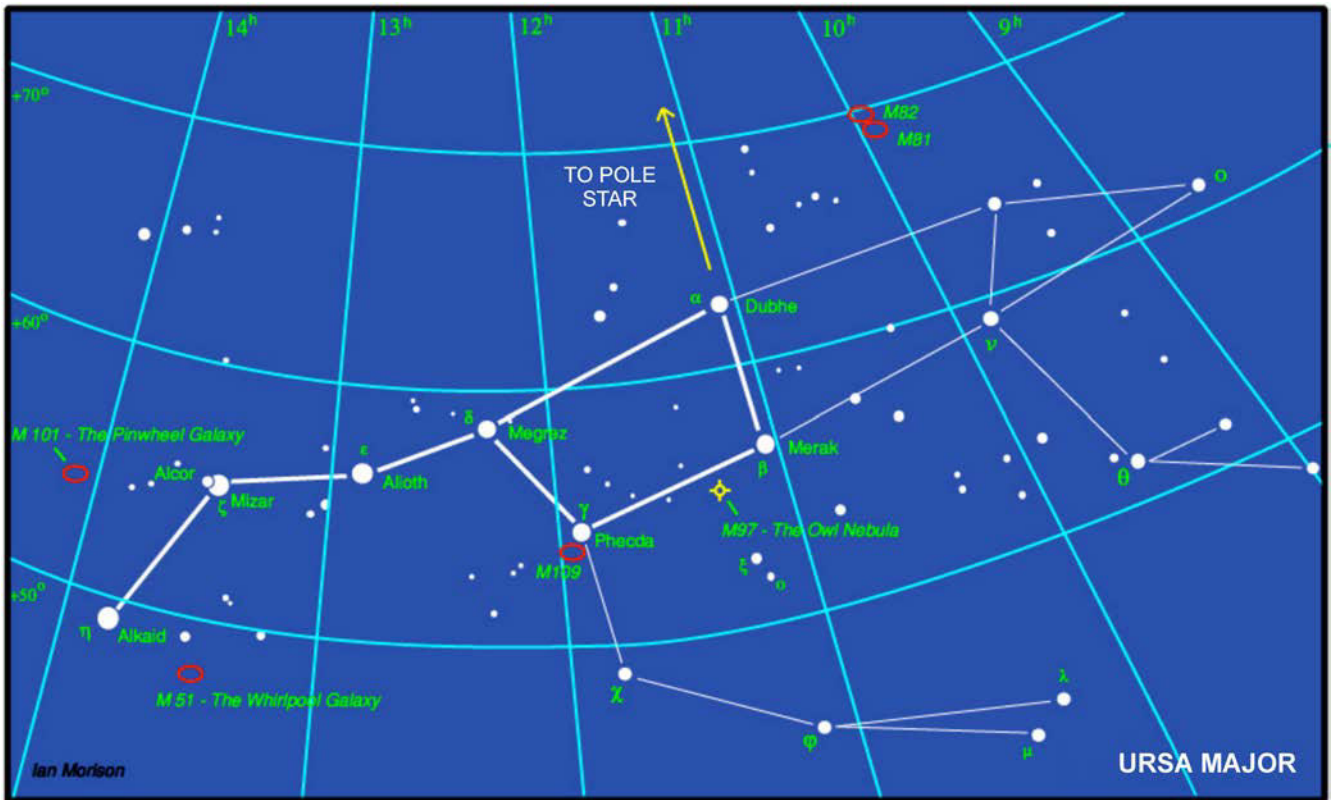 14ʰ
13ʰ
12ʰ
11ʰ
10ʰ
9ʰ
+70°
M82
M81
TO POLE
STAR
ο
α
Dubhe
+60°
ν
δ
Megraz
M 101 - The Pinwheel Galaxy
ε
Alcor
Alioth
Merak
β
θ
ζ
Mizar
γ
Phecda
M97 - The Owl Nebula
M109
ξ
ο
+50°
η
Alkaid
M 51 - The Whirlpool Galaxy
χ
λ
φ
μ
Ian Morison
URSA MAJOR